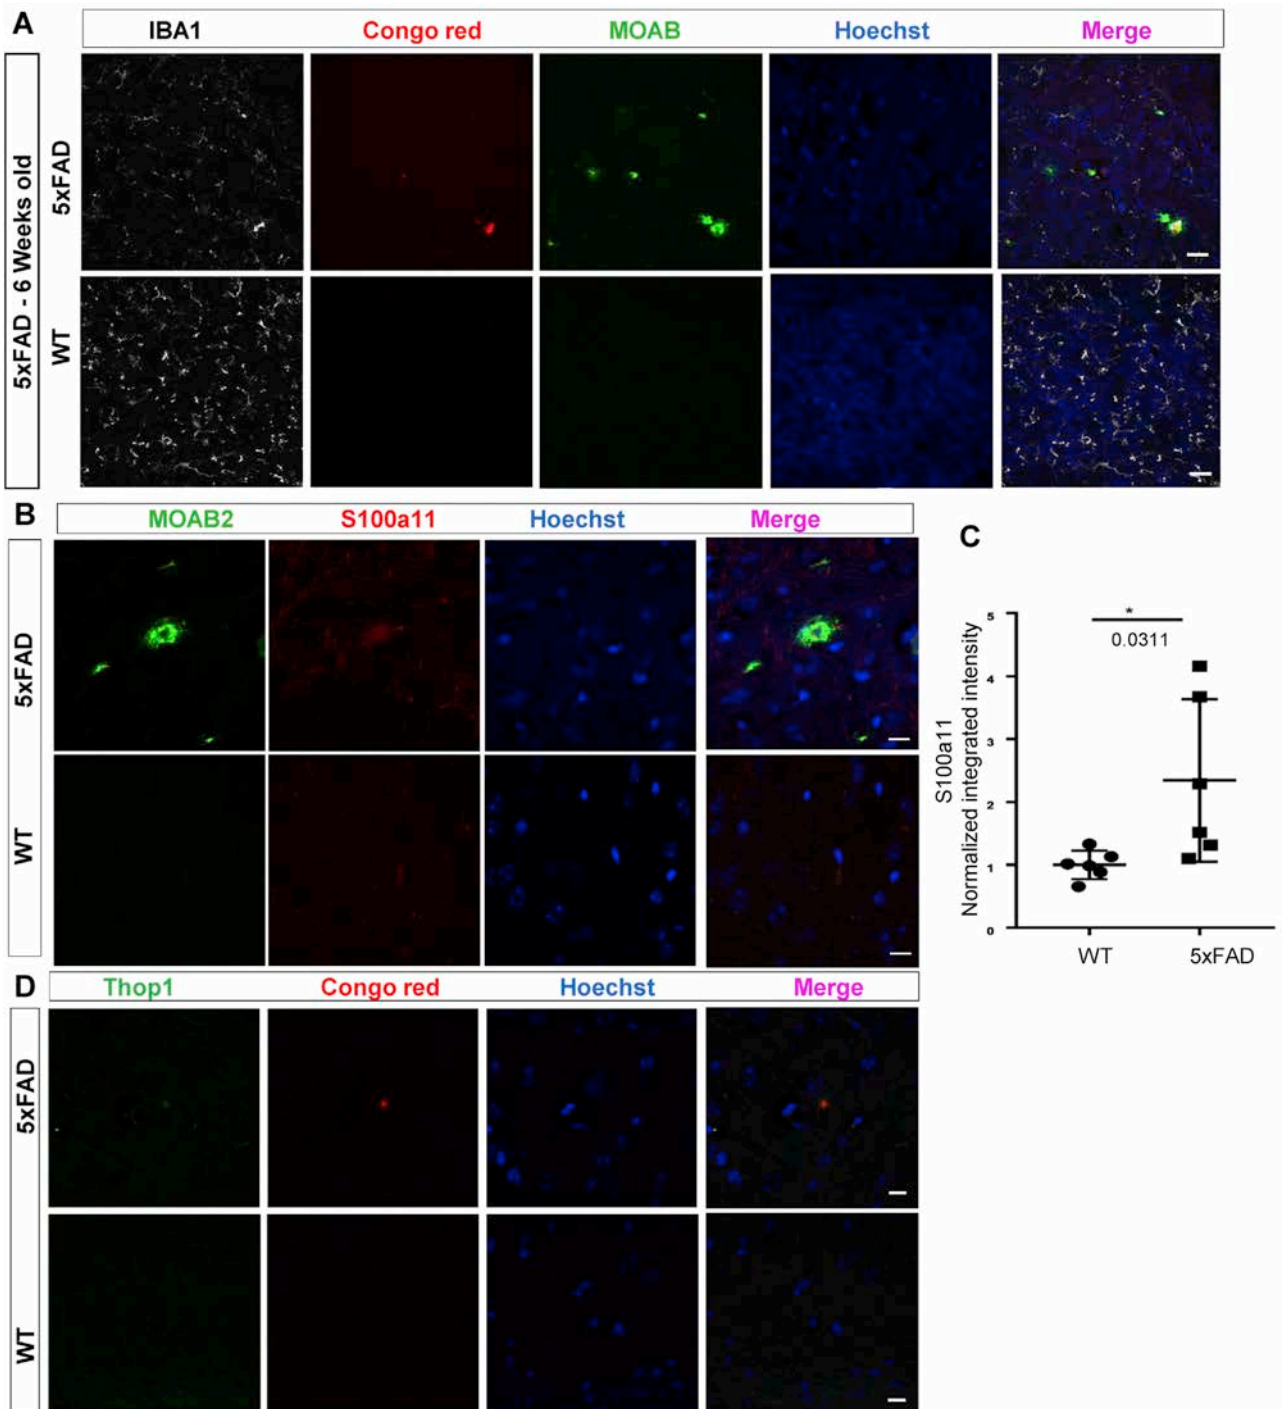 A
IBA1 Congo red MOAB Hoechst Merge
5xFAD - 6 Weeks old
5xFAD
WT
B
MOAB2 S100a11 Hoechst Merge
5xFAD
WT
C
S100a11
Normalized integrated intensity
5
4
3
2
1
0
*
0.0311
WT 5xFAD
D
Thop1 Congo red Hoechst Merge
5xFAD
WT